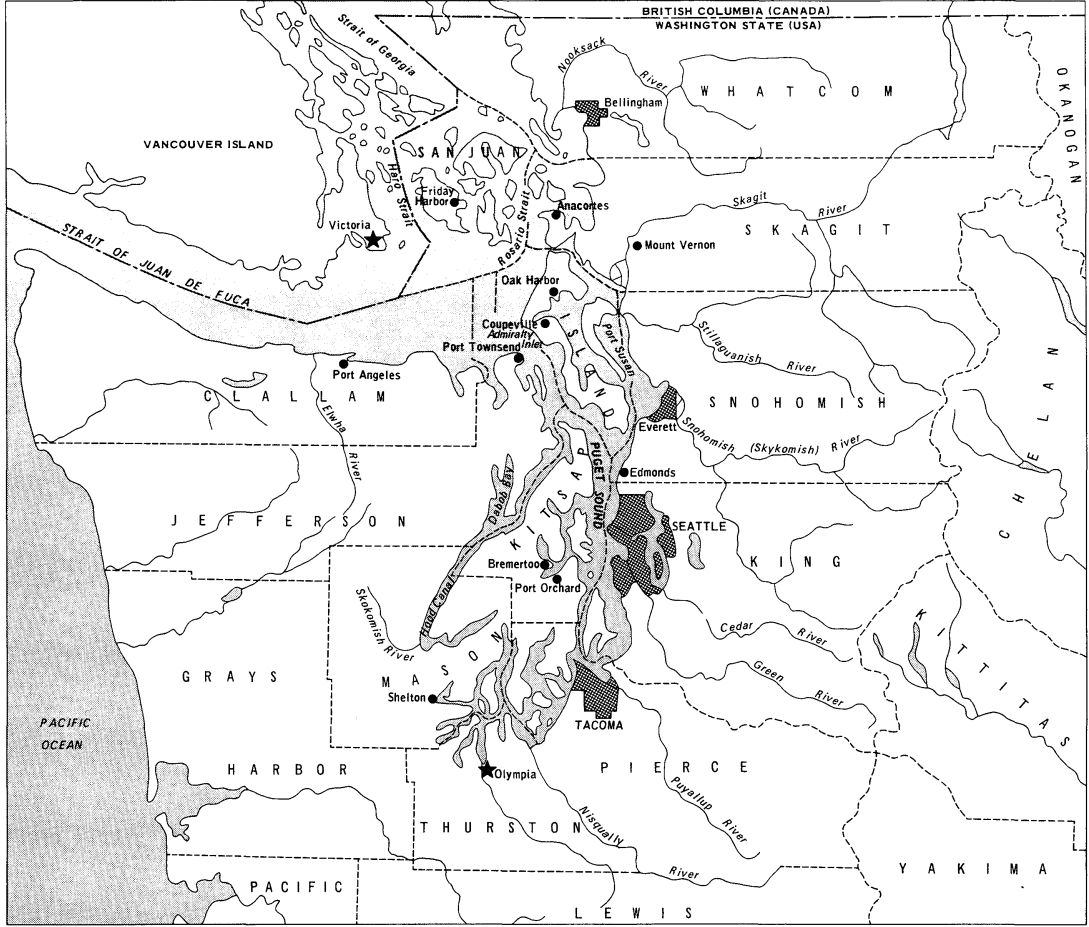 BRITISH COLUMBIA (CANADA)
WASHINGTON STATE (USA)
Strait of Georgia
Nooksack River
Bellingham
WHATCOM
OKANOGAN
VANCOUVER ISLAND
SAN JUAN
Haro Strait
Friday
Harbor
Victoria
Rosario Strait
Anacortes
Skagit River
SKAGIT
Mount Vernon
STRAIT OF JUAN DE FUCA
Oak Harbor
Coupeville
Admiralty
Inlet
Port Townsend
ISLAND
Port Susan
Stillaguanish River
Port Angeles
CLALLAM
Elwha River
SNOHOMISH
Everett
Snohomish (Skykomish) River
CHELAN
Edmonds
PUGET SOUND
KITSAP
Dabob Bay
JEFFERSON
SEATTLE
KING
Bremertoo
Port Orchard
Hood Canal
Skokomish River
Cedar River
KITTITAS
Green River
GRAYS
MASON
Shelton
TACOMA
PACIFIC
OCEAN
HARBOR
Olympia
PIERCE
Puyallup River
THURSTON
Nisqually River
YAKIMA
PACIFIC
LEWIS